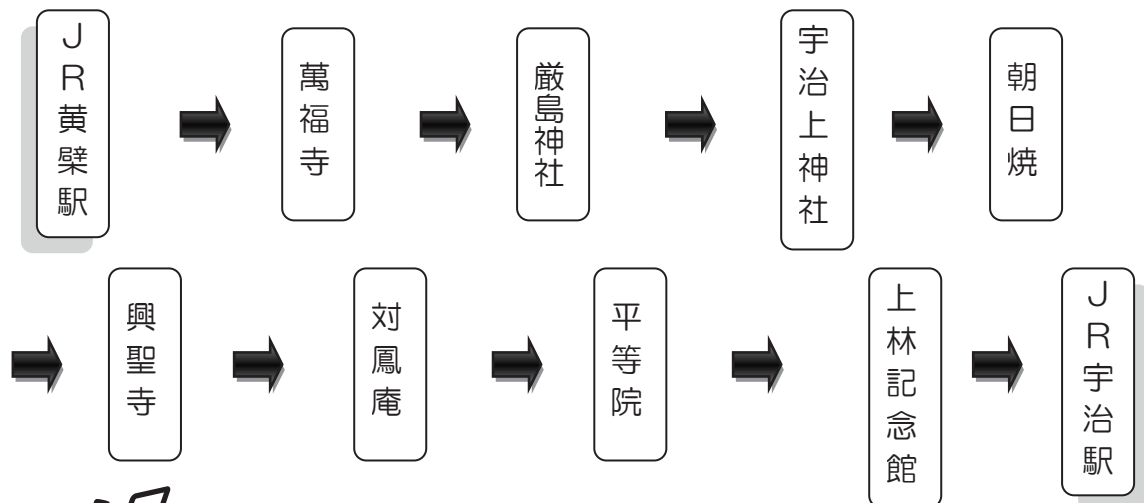 JR黄檗駅
萬福寺
厳島神社
宇治上神社
朝日焼
興聖寺
対鳳庵
平等院
上林記念館
JR宇治駅